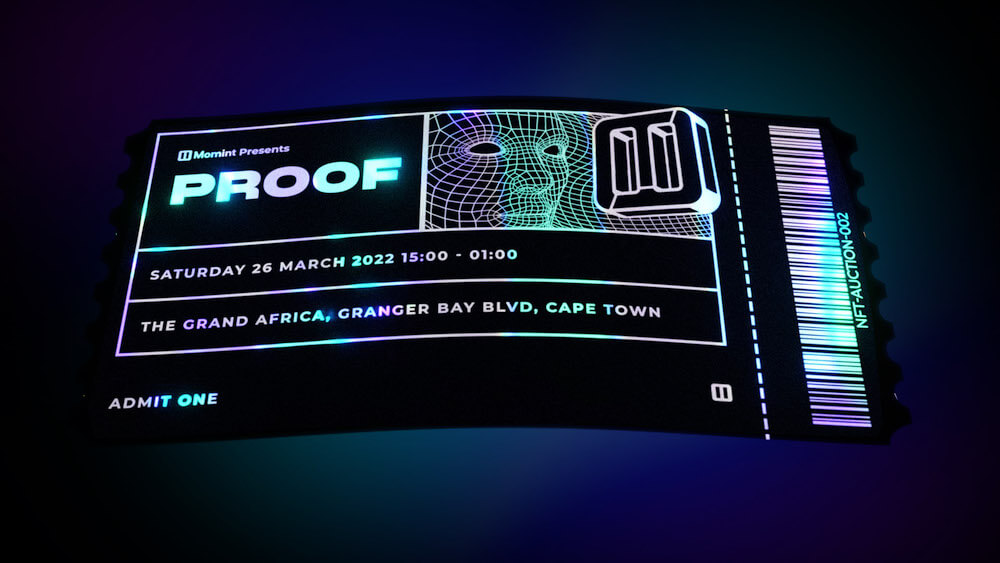 Momint Presents
PROOF
SATURDAY 26 MARCH 2022 15:00 - 01:00
THE GRAND AFRICA, GRANGER BAY BLVD, CAPE TOWN
ADMIT ONE
NFT-AUCTION-002